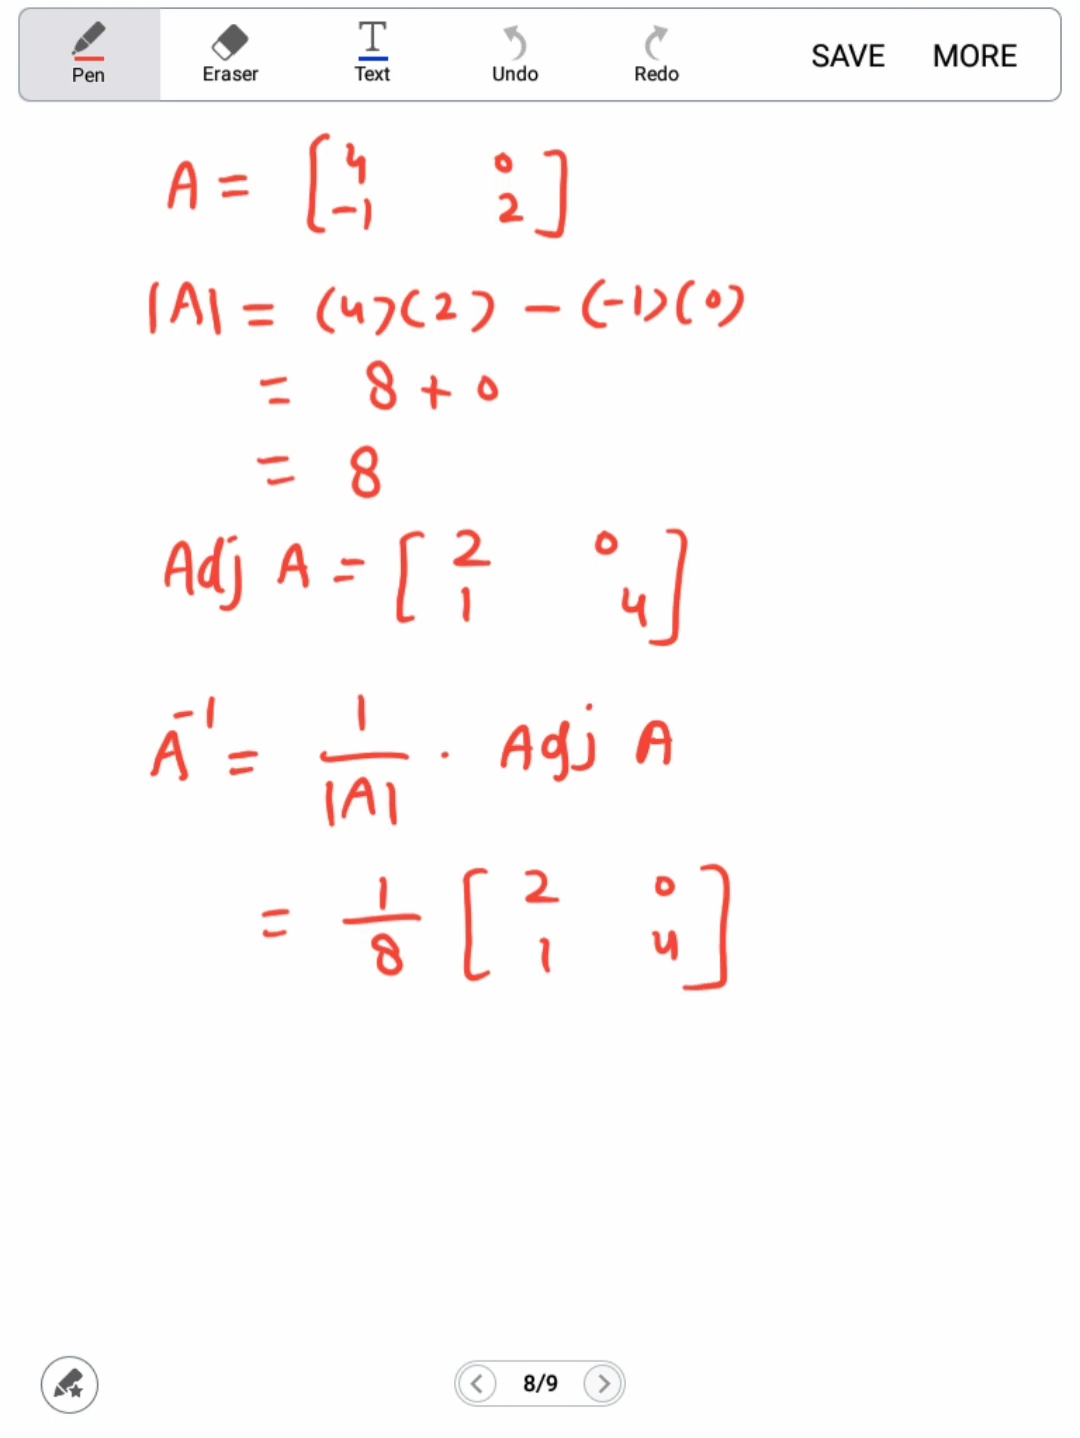 Pen Eraser Text Undo Redo SAVE MORE
A = [4 0
-1 2]
|A| = (4)(2) - (-1)(0)
= 8 + 0
= 8
Adj A = [2 0
1 4]
A⁻¹ = 1/|A| · Adj A
= 1/8 [2 0
1 4]
8/9